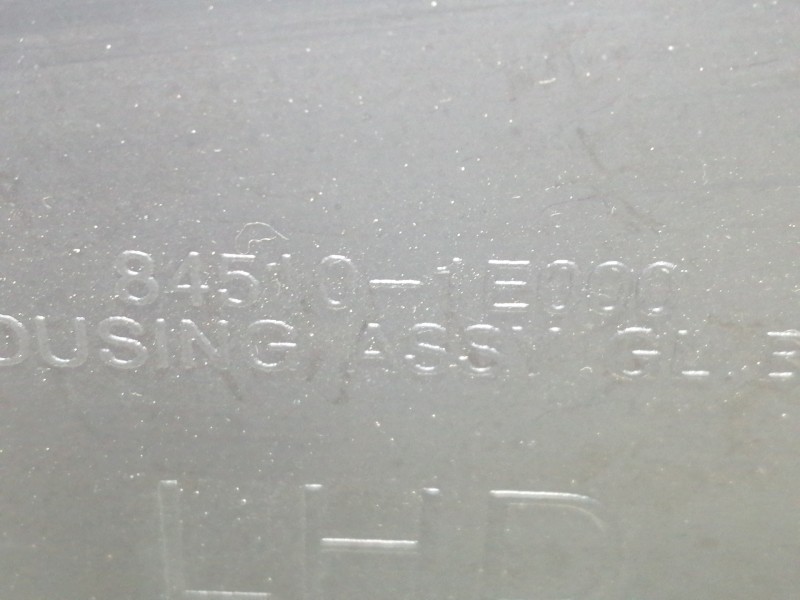 84510-1E000
OUSING ASSY GL B
LHD